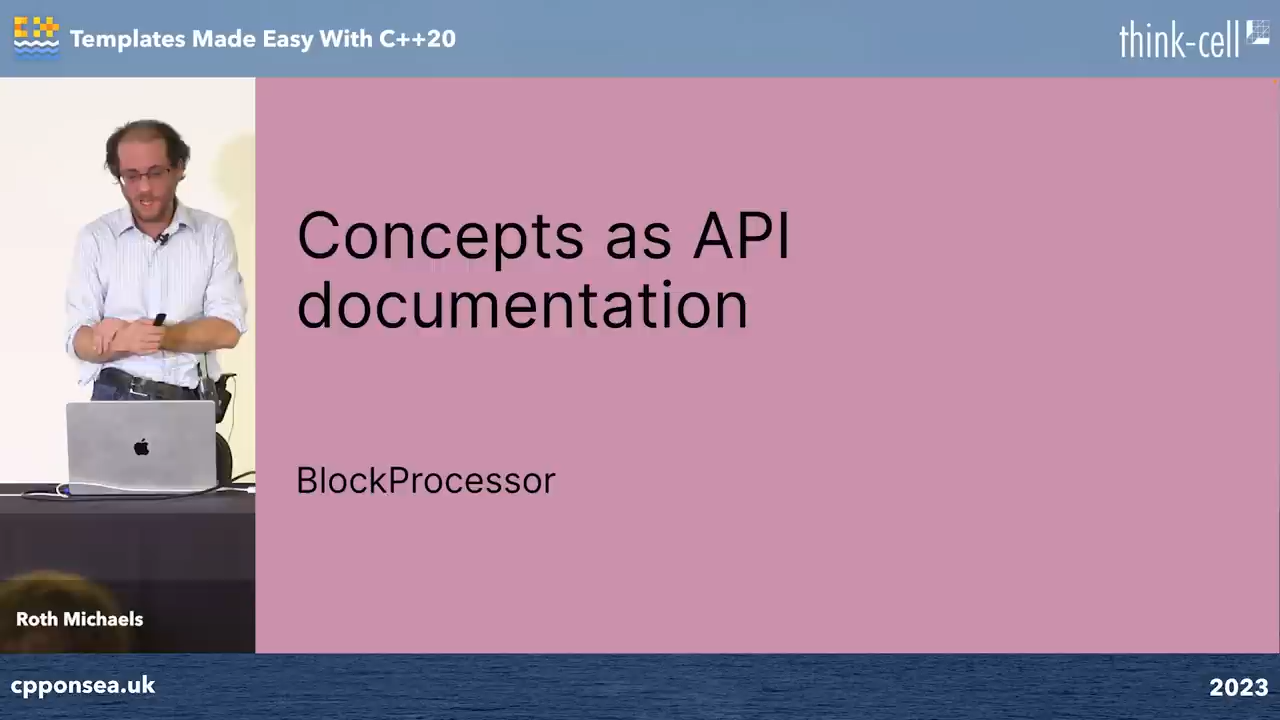 Templates Made Easy With C++20
think-cell
Concepts as API
documentation
BlockProcessor
Roth Michaels
cpponsea.uk
2023